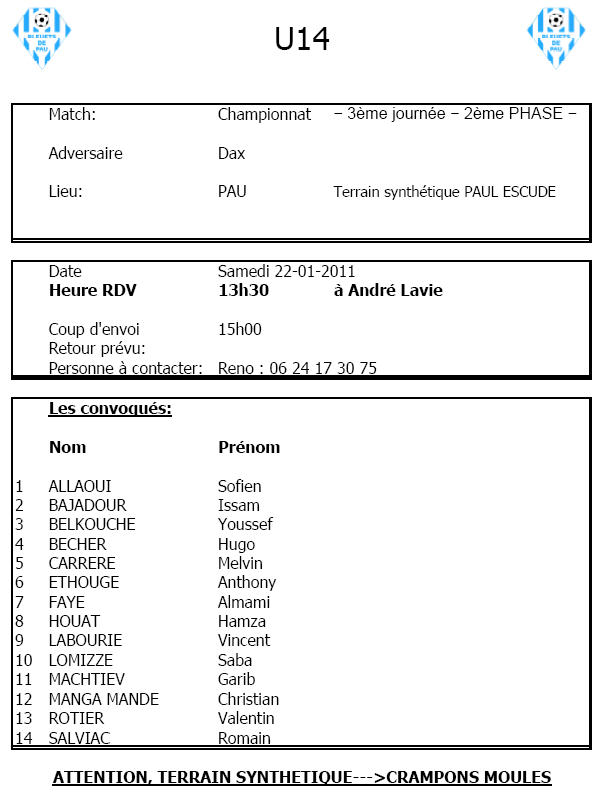 BLEUETS DE PAU
U14
BLEUETS DE PAU
Match: Championnat – 3ème journée – 2ème PHASE –
Adversaire Dax
Lieu: PAU Terrain synthétique PAUL ESCUDE
Date Samedi 22-01-2011
Heure RDV 13h30 à André Lavie
Coup d'envoi 15h00
Retour prévu:
Personne à contacter: Reno : 06 24 17 30 75
Les convoqués:
Nom Prénom
1 ALLAOUI Sofien
2 BAJADOUR Issam
3 BELKOUCHE Youssef
4 BECHER Hugo
5 CARRERE Melvin
6 ETHOUGE Anthony
7 FAYE Almami
8 HOUAT Hamza
9 LABOURIE Vincent
10 LOMIZZE Saba
11 MACHTIEV Garib
12 MANGA MANDE Christian
13 ROTIER Valentin
14 SALVIAC Romain
ATTENTION, TERRAIN SYNTHETIQUE--->CRAMPONS MOULES